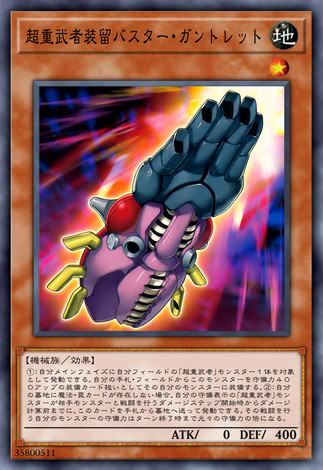 超重武者装留バスター・ガントレット
地
【機械族／効果】
①：自分メインフェイズに自分フィールドの「超重武者」モンスター１体を対象
として発動できる。自分の手札・フィールドからこのモンスターを守備力４０
０アップの装備カード扱いとしてその自分のモンスターに装備する。②：自分
の墓地に魔法・罠カードが存在しない場合、自分の守備表示の「超重武者」モンス
ターが相手モンスターと戦闘を行うダメージステップ開始時からダメージ
計算前までに、このカードを手札から墓地へ送って発動できる。その戦闘を行
う自分のモンスターの守備力はターン終了時まで元々の守備力の倍になる。
ATK/ 0 DEF/ 400
35800511